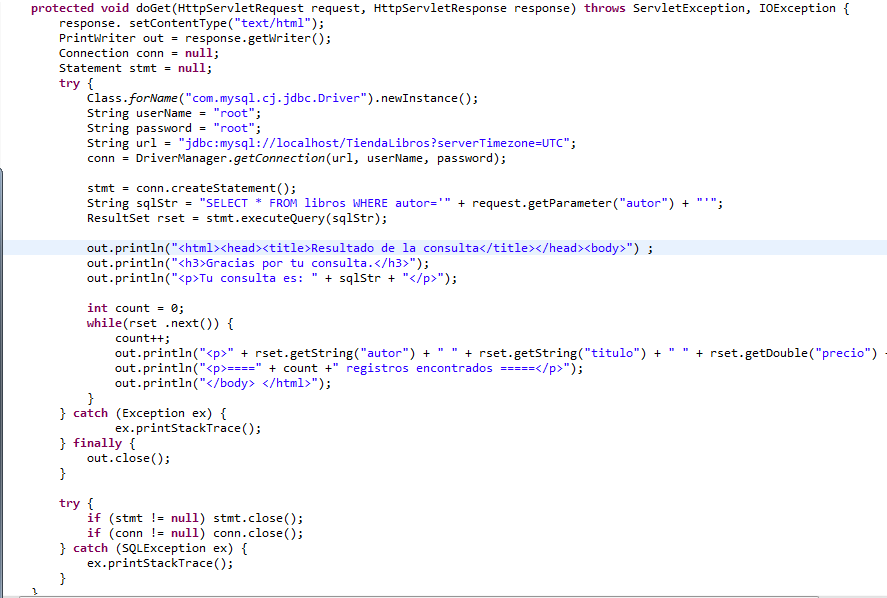 protected void doGet(HttpServletRequest request, HttpServletResponse response) throws ServletException, IOException {
response. setContentType("text/html");
PrintWriter out = response.getWriter();
Connection conn = null;
Statement stmt = null;
try {
Class.forName("com.mysql.cj.jdbc.Driver").newInstance();
String userName = "root";
String password = "root";
String url = "jdbc:mysql://localhost/TiendaLibros?serverTimezone=UTC";
conn = DriverManager.getConnection(url, userName, password);
stmt = conn.createStatement();
String sqlStr = "SELECT * FROM libros WHERE autor='" + request.getParameter("autor") + "'";
ResultSet rset = stmt.executeQuery(sqlStr);
out.println("<html><head><title>Resultado de la consulta</title></head><body>") ;
out.println("<h3>Gracias por tu consulta.</h3>");
out.println("<p>Tu consulta es: " + sqlStr + "</p>");
int count = 0;
while(rset .next()) {
count++;
out.println("<p>" + rset.getString("autor") + " " + rset.getString("titulo") + " " + rset.getDouble("precio")
out.println("<p>====" + count +" registros encontrados =====</p>");
out.println("</body> </html>");
}
} catch (Exception ex) {
ex.printStackTrace();
} finally {
out.close();
}
try {
if (stmt != null) stmt.close();
if (conn != null) conn.close();
} catch (SQLException ex) {
ex.printStackTrace();
}
}